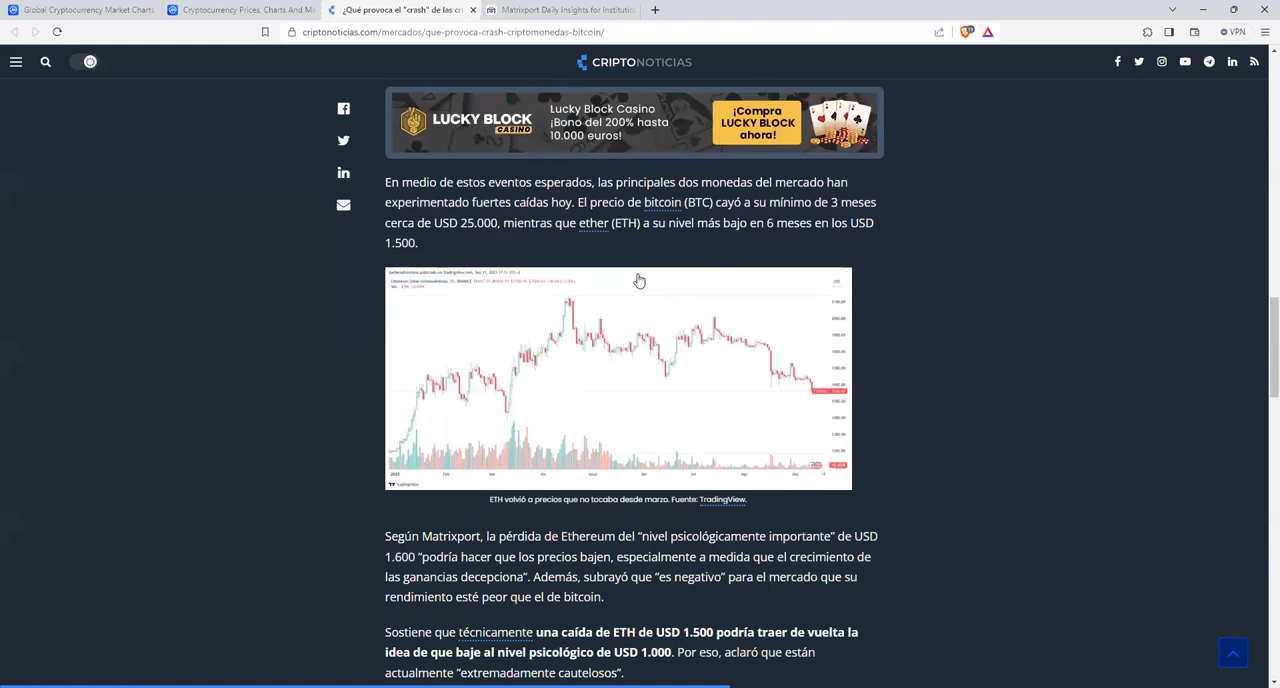 Global Cryptocurrency Market Charts
Cryptocurrency Prices, Charts And M
¿Qué provoca el "crash" de las cr
Matrixport Daily Insights for Institutio
criptonoticias.com/mercados/que-provoca-crash-criptomonedas-bitcoin/
VPN
CRIPTONOTICIAS
LUCKY BLOCK
CASINO
Lucky Block Casino
¡Bono del 200% hasta
10.000 euros!
¡Compra
LUCKY BLOCK
ahora!
En medio de estos eventos esperados, las principales dos monedas del mercado han
experimentado fuertes caídas hoy. El precio de bitcoin (BTC) cayó a su mínimo de 3 meses
cerca de USD 25.000, mientras que ether (ETH) a su nivel más bajo en 6 meses en los USD
1.500.
2023
TradingView
ETH volvió a precios que no tocaba desde marzo. Fuente: TradingView.
Según Matrixport, la pérdida de Ethereum del “nivel psicológicamente importante” de USD
1.600 “podría hacer que los precios bajen, especialmente a medida que el crecimiento de
las ganancias decepciona”. Además, subrayó que “es negativo” para el mercado que su
rendimiento esté peor que el de bitcoin.
Sostiene que técnicamente una caída de ETH de USD 1.500 podría traer de vuelta la
idea de que baje al nivel psicológico de USD 1.000. Por eso, aclaró que están
actualmente “extremadamente cautelosos”.